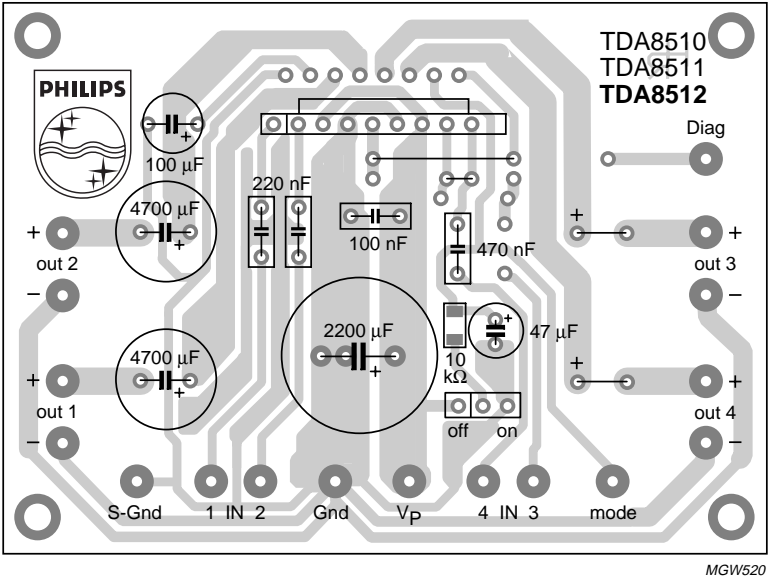 TDA8510
TDA8511
TDA8512
PHILIPS
Diag
100 µF
+
220 nF
4700 µF
+
100 nF
470 nF
+
out 2
−
+
+
out 3
−
2200 µF
+
+
47 µF
10
kΩ
4700 µF
+
+
out 1
−
+
+
out 4
−
off on
S-Gnd 1 IN 2 Gnd VP 4 IN 3 mode
MGW520